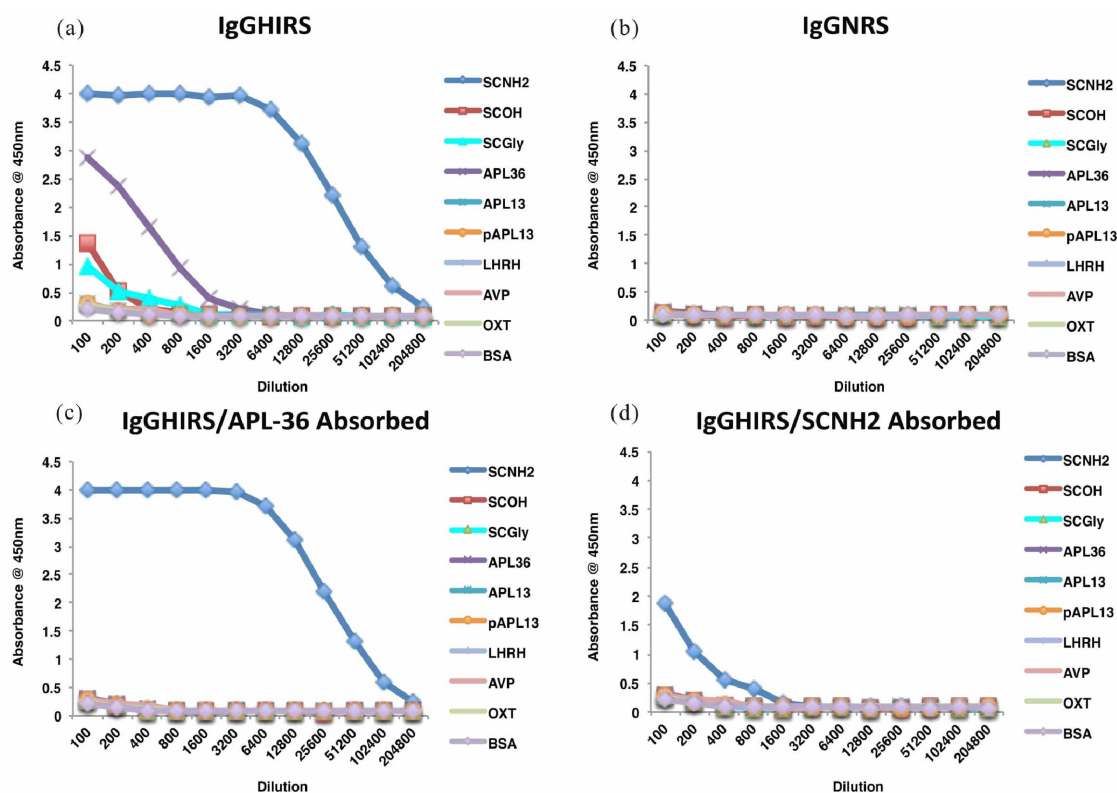 (a) IgGHIRS
4.5
4
3.5
3
2.5
2
1.5
1
0.5
0
Absorbance @ 450nm
100 200 400 800 1600 3200 6400 12800 25600 51200 102400 204800
Dilution
SCNH2
SCOH
SCGly
APL36
APL13
pAPL13
LHRH
AVP
OXT
BSA
(b) IgGNRS
4.5
4
3.5
3
2.5
2
1.5
1
0.5
0
Absorbance @ 450nm
100 200 400 800 1600 3200 6400 12800 25600 51200 102400 204800
Dilution
SCNH2
SCOH
SCGly
APL36
APL13
pAPL13
LHRH
AVP
OXT
BSA
(c) IgGHIRS/APL-36 Absorbed
4.5
4
3.5
3
2.5
2
1.5
1
0.5
0
Absorbance @ 450nm
100 200 400 800 1600 3200 6400 12800 25600 51200 102400 204800
Dilution
SCNH2
SCOH
SCGly
APL36
APL13
pAPL13
LHRH
AVP
OXT
BSA
(d) IgGHIRS/SCNH2 Absorbed
4.5
4
3.5
3
2.5
2
1.5
1
0.5
0
Absorbance @ 450nm
100 200 400 800 1600 3200 6400 12800 25600 51200 102400 204800
Dilution
SCNH2
SCOH
SCGly
APL36
APL13
pAPL13
LHRH
AVP
OXT
BSA